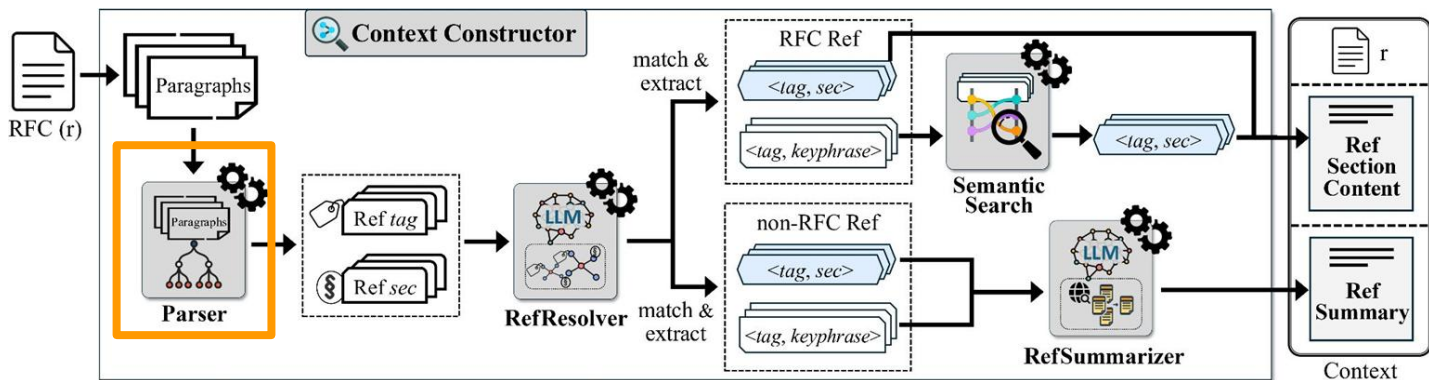 Context Constructor
RFC (r)
Paragraphs
Paragraphs
Parser
Ref tag
§
Ref sec
LLM
§
§
RefResolver
match &
extract
match &
extract
RFC Ref
<tag, sec>
<tag, keyphrase>
Semantic
Search
<tag, sec>
non-RFC Ref
<tag, sec>
<tag, keyphrase>
LLM
RefSummarizer
r
Ref
Section
Content
Ref
Summary
Context